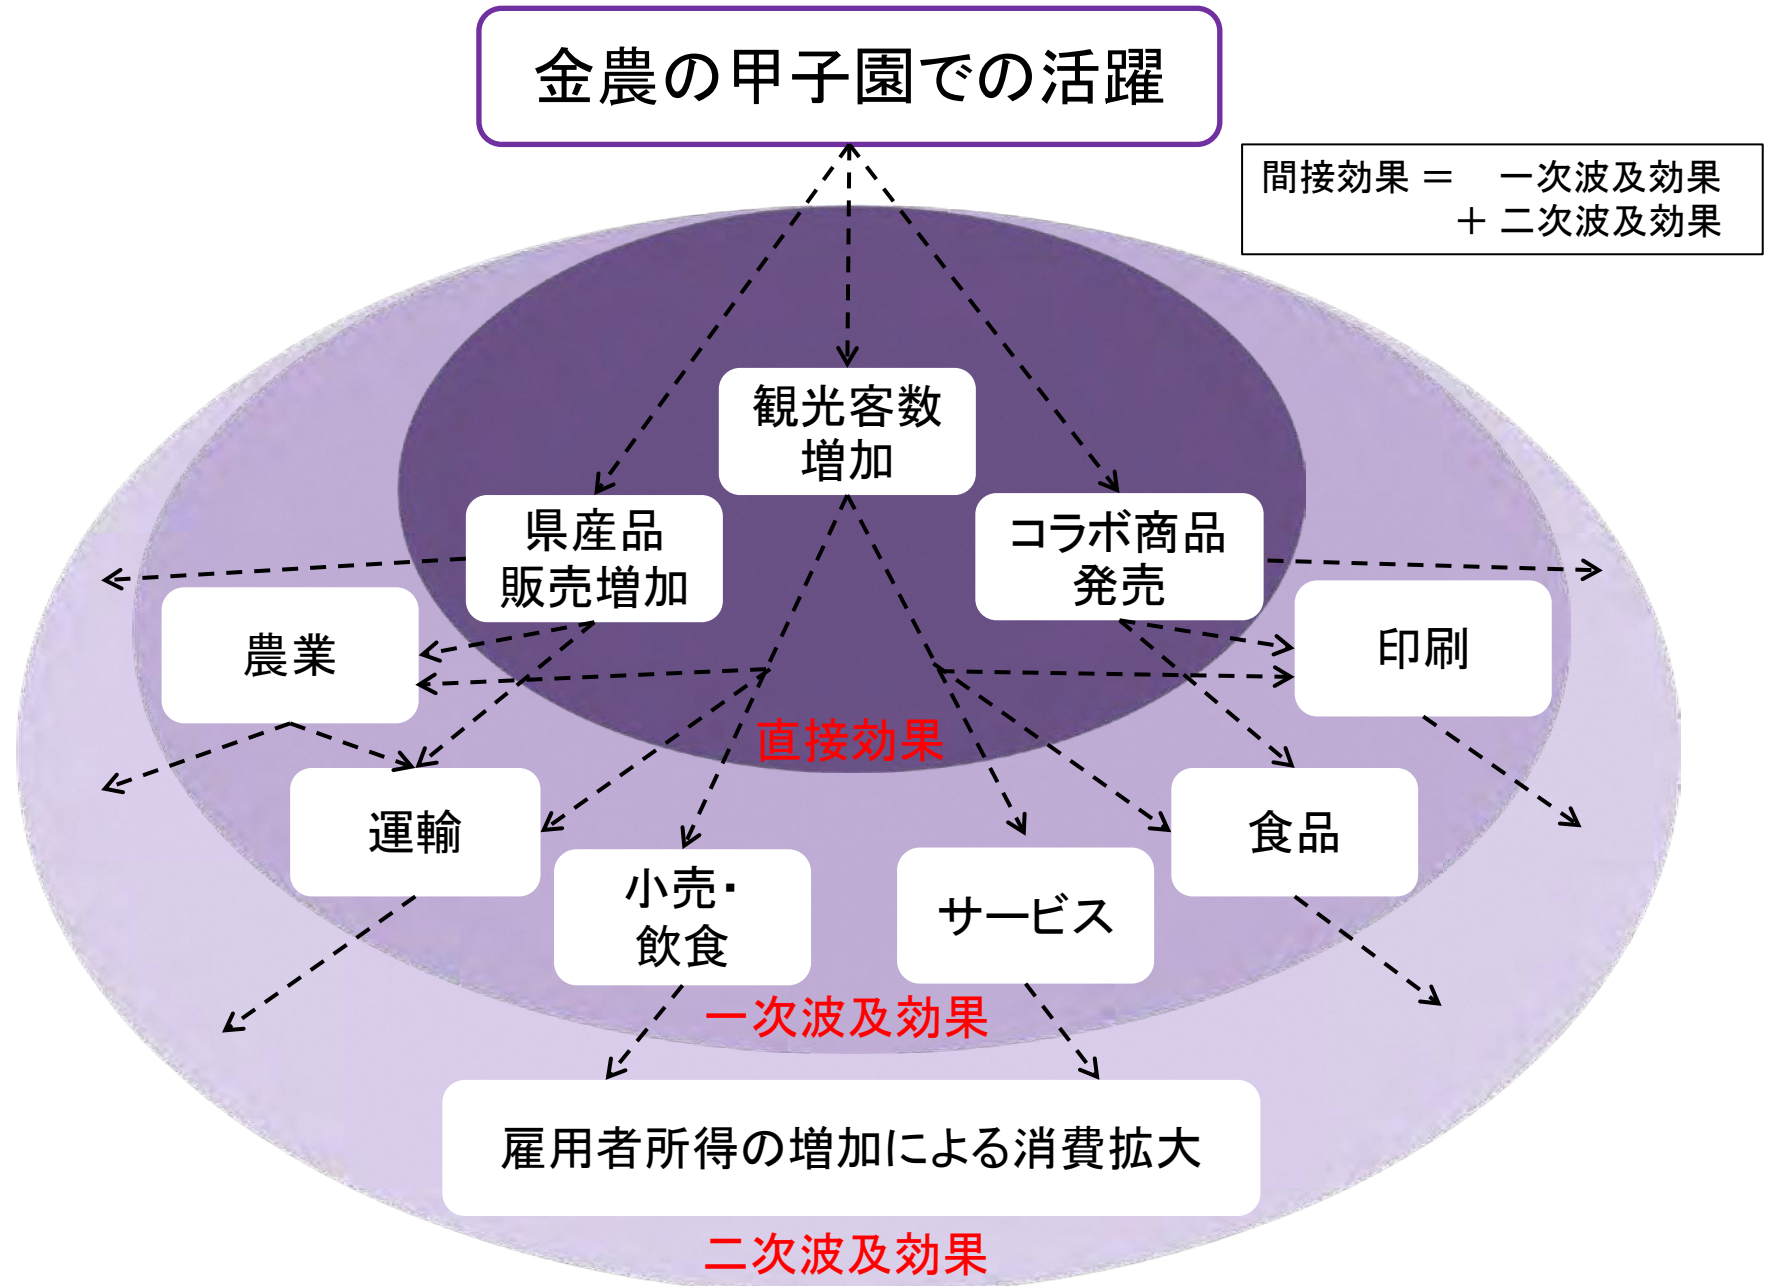 金農の甲子園での活躍
間接効果 = 一次波及効果
+ 二次波及効果
観光客数
増加
県産品
販売増加
コラボ商品
発売
農業
印刷
直接効果
運輸
食品
小売・
飲食
サービス
一次波及効果
雇用者所得の増加による消費拡大
二次波及効果